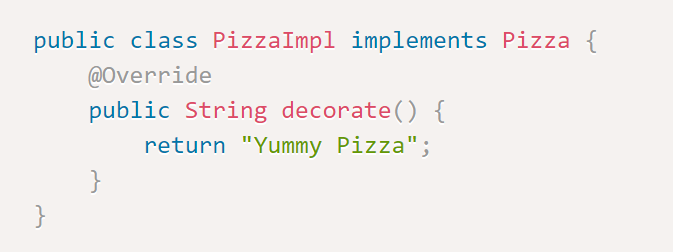 public class PizzaImpl implements Pizza {
    @Override
    public String decorate() {
        return "Yummy Pizza";
    }
}